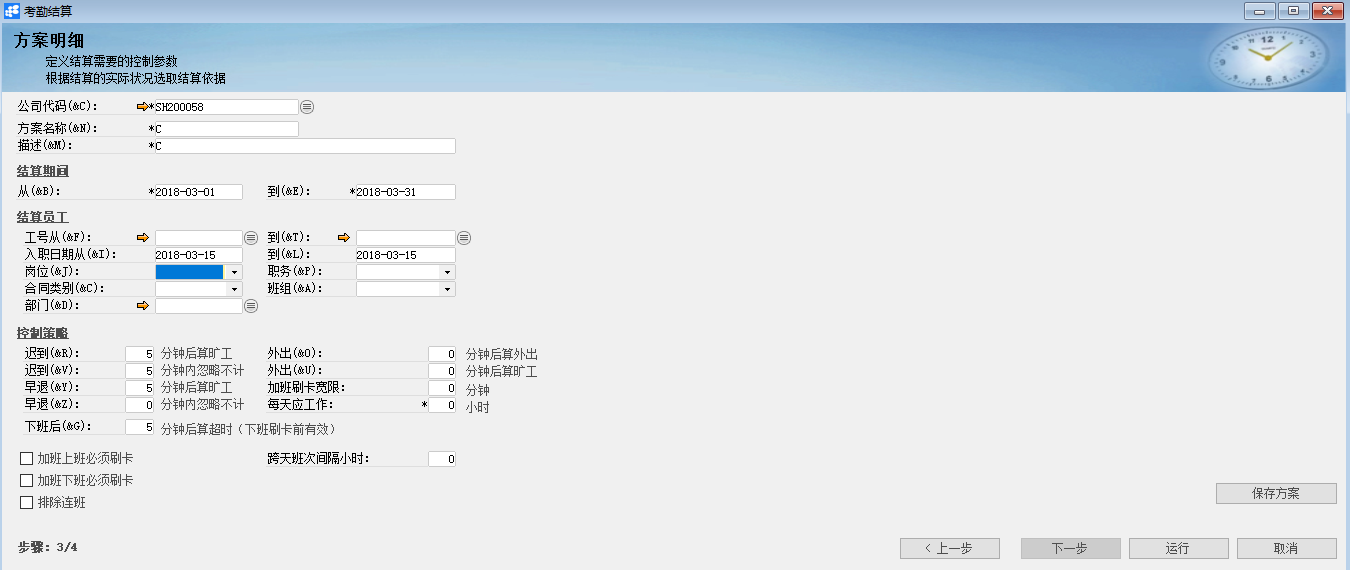 考勤结算
方案明细
定义结算需要的控制参数
根据结算的实际状况选取结算依据
公司代码(&C): *SH200058
方案名称(&N): *C
描述(&M): *C
结算期间
从(&B): *2018-03-01 到(&E): *2018-03-31
结算员工
工号从(&F): 到(&T):
入职日期从(&I): 2018-03-15 到(&L): 2018-03-15
岗位(&J): 职务(&P):
合同类别(&C): 班组(&A):
部门(&D):
控制策略
迟到(&R): 5 分钟后算旷工 外出(&O): 0 分钟后算外出
迟到(&V): 5 分钟内忽略不计 外出(&U): 0 分钟后算旷工
早退(&Y): 5 分钟后算旷工 加班刷卡宽限: 0 分钟
早退(&Z): 0 分钟内忽略不计 每天应工作: * 0 小时
下班后(&G): 5 分钟后算超时（下班刷卡前有效）
加班上班必须刷卡 跨天班次间隔小时: 0
加班下班必须刷卡
排除连班
保存方案
步骤: 3/4 < 上一步 下一步 运行 取消